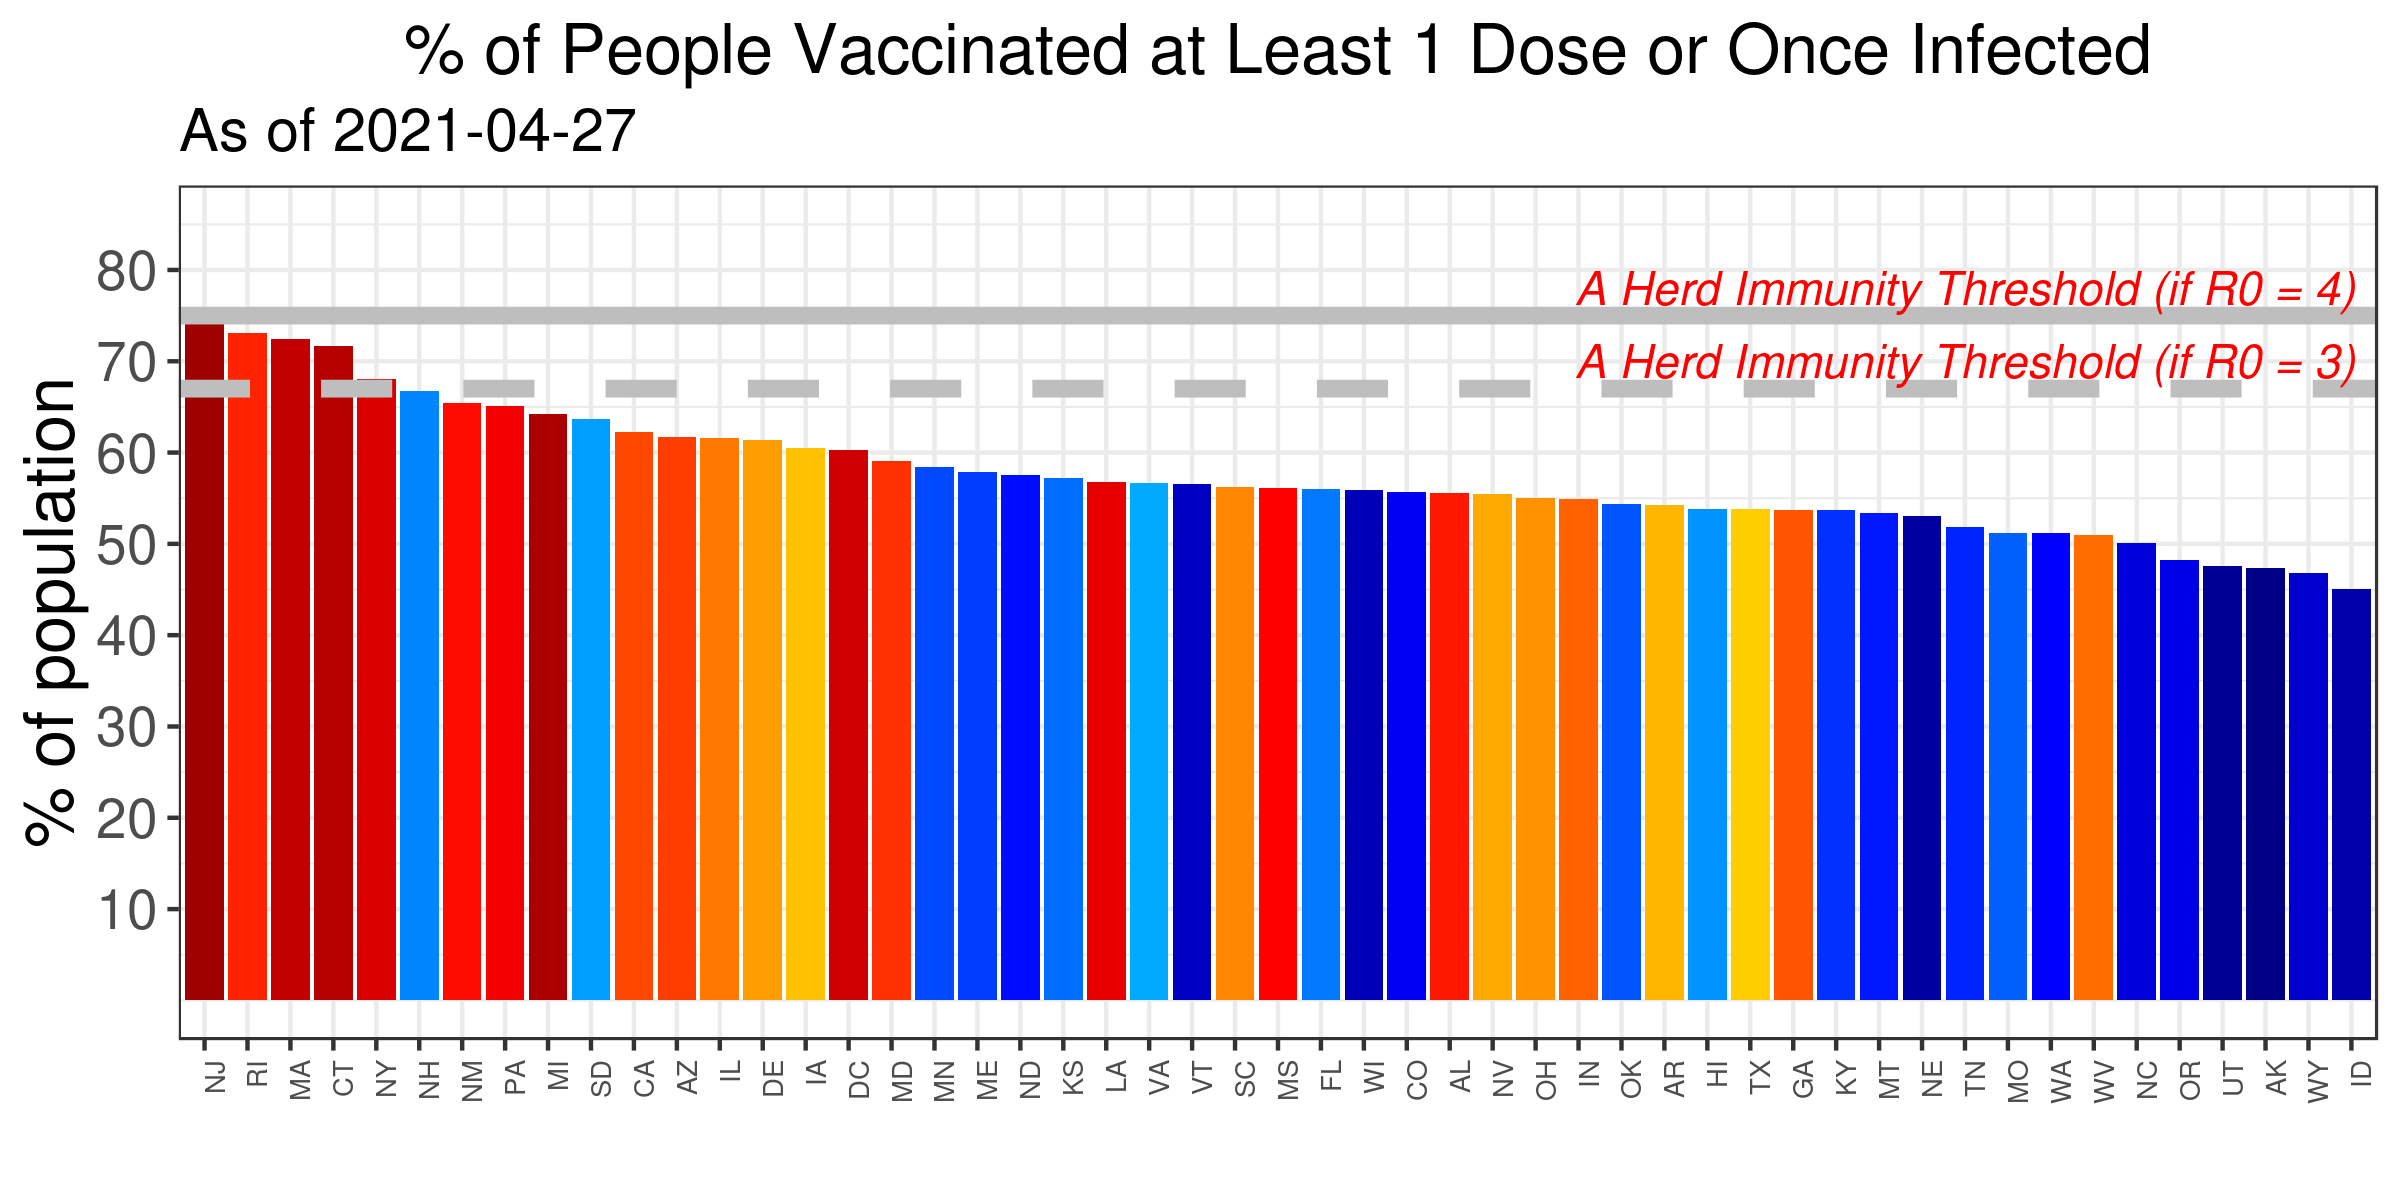 % of People Vaccinated at Least 1 Dose or Once Infected
As of 2021-04-27
% of population
80
70
60
50
40
30
20
10
A Herd Immunity Threshold (if R0 = 4)
A Herd Immunity Threshold (if R0 = 3)
NJ RI MA CT NY NH NM PA MI SD CA AZ IL DE IA DC MD MN ME ND KS LA VA VT SC MS FL WI CO AL NV OH IN OK AR HI TX GA KY MT NE TN MO WA WV NC OR UT AK WY ID